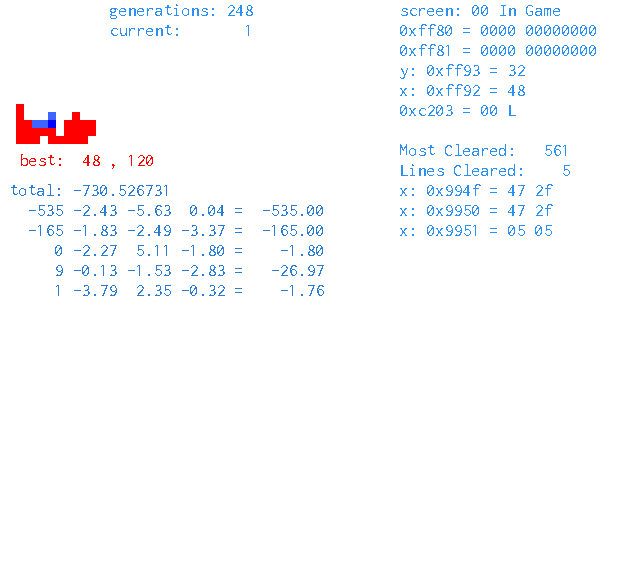 generations: 248
current: 1
best: 48 , 120
total: -730.526731
-535 -2.43 -5.63 0.04 = -535.00
-165 -1.83 -2.49 -3.37 = -165.00
0 -2.27 5.11 -1.80 = -1.80
9 -0.13 -1.53 -2.83 = -26.97
1 -3.79 2.35 -0.32 = -1.76
screen: 00 In Game
0xff80 = 0000 00000000
0xff81 = 0000 00000000
y: 0xff93 = 32
x: 0xff92 = 48
0xc203 = 00 L
Most Cleared: 561
Lines Cleared: 5
x: 0x994f = 47 2f
x: 0x9950 = 47 2f
x: 0x9951 = 05 05